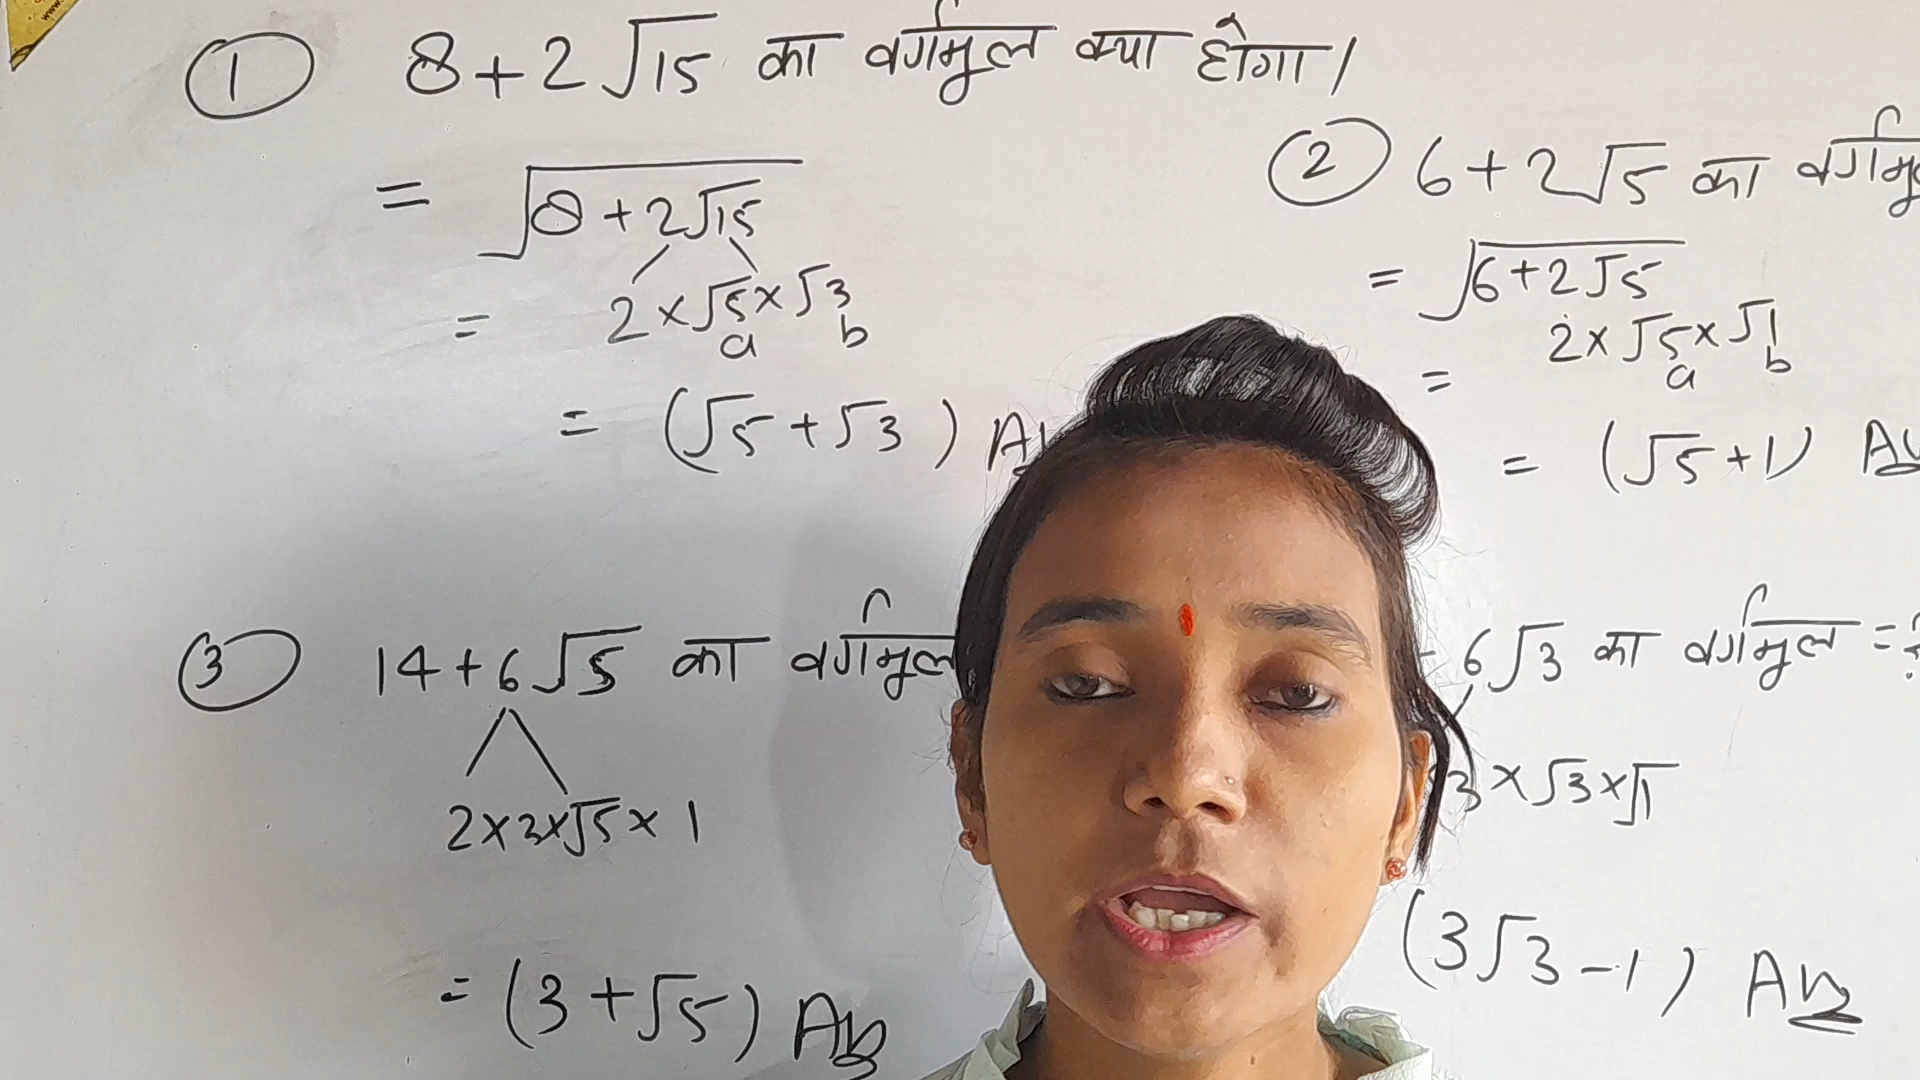 ① 8+2√15 का वर्गमूल क्या होगा।
= √(8+2√15)
= 2×√5×√3
a b
= (√5+√3)
② 6+2√5 का
= √(6+2√5)
2×√5×√1
= a b
= (√5+1)
③ 14+6√5 का वर्गमूल
2×3×√5×1
= (3+√5) Ans
- 6√3 का वर्गमूल = ?
3×√3×√1
(3√3-1) Ans